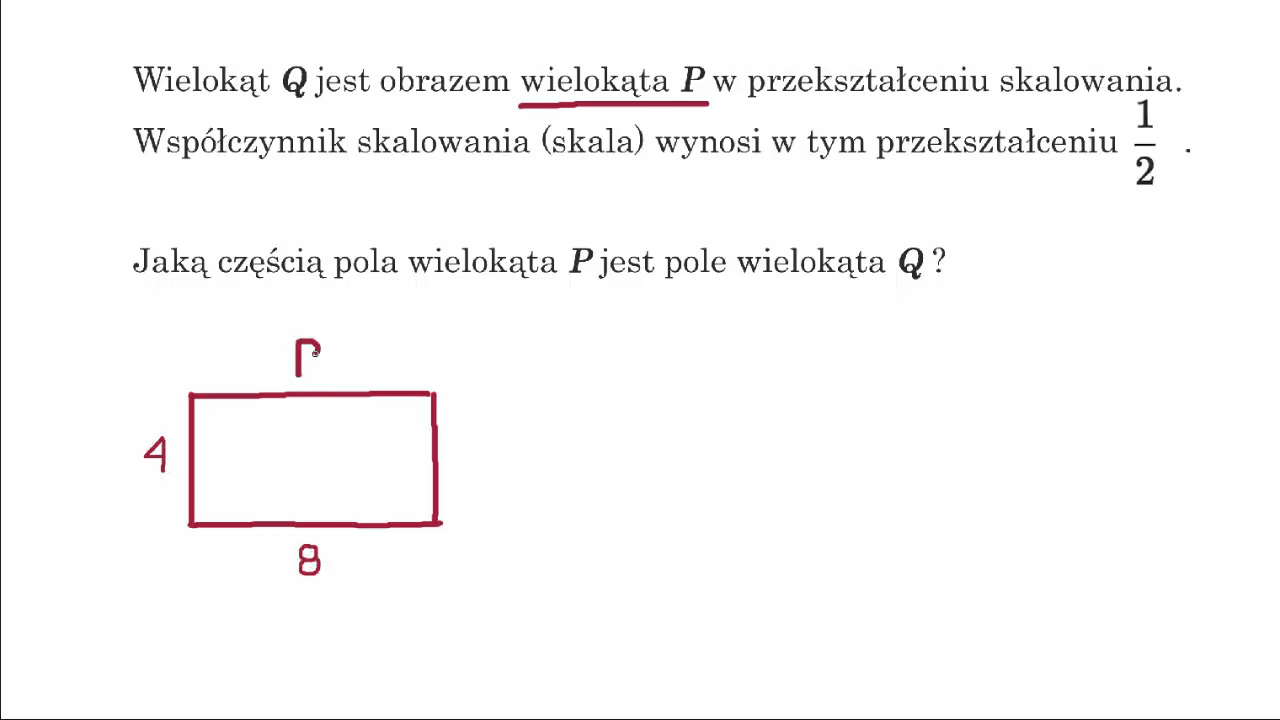 Wielokąt Q jest obrazem wielokąta P w przekształceniu skalowania.
Współczynnik skalowania (skala) wynosi w tym przekształceniu 1/2 .
Jaką częścią pola wielokąta P jest pole wielokąta Q ?
P
4
8